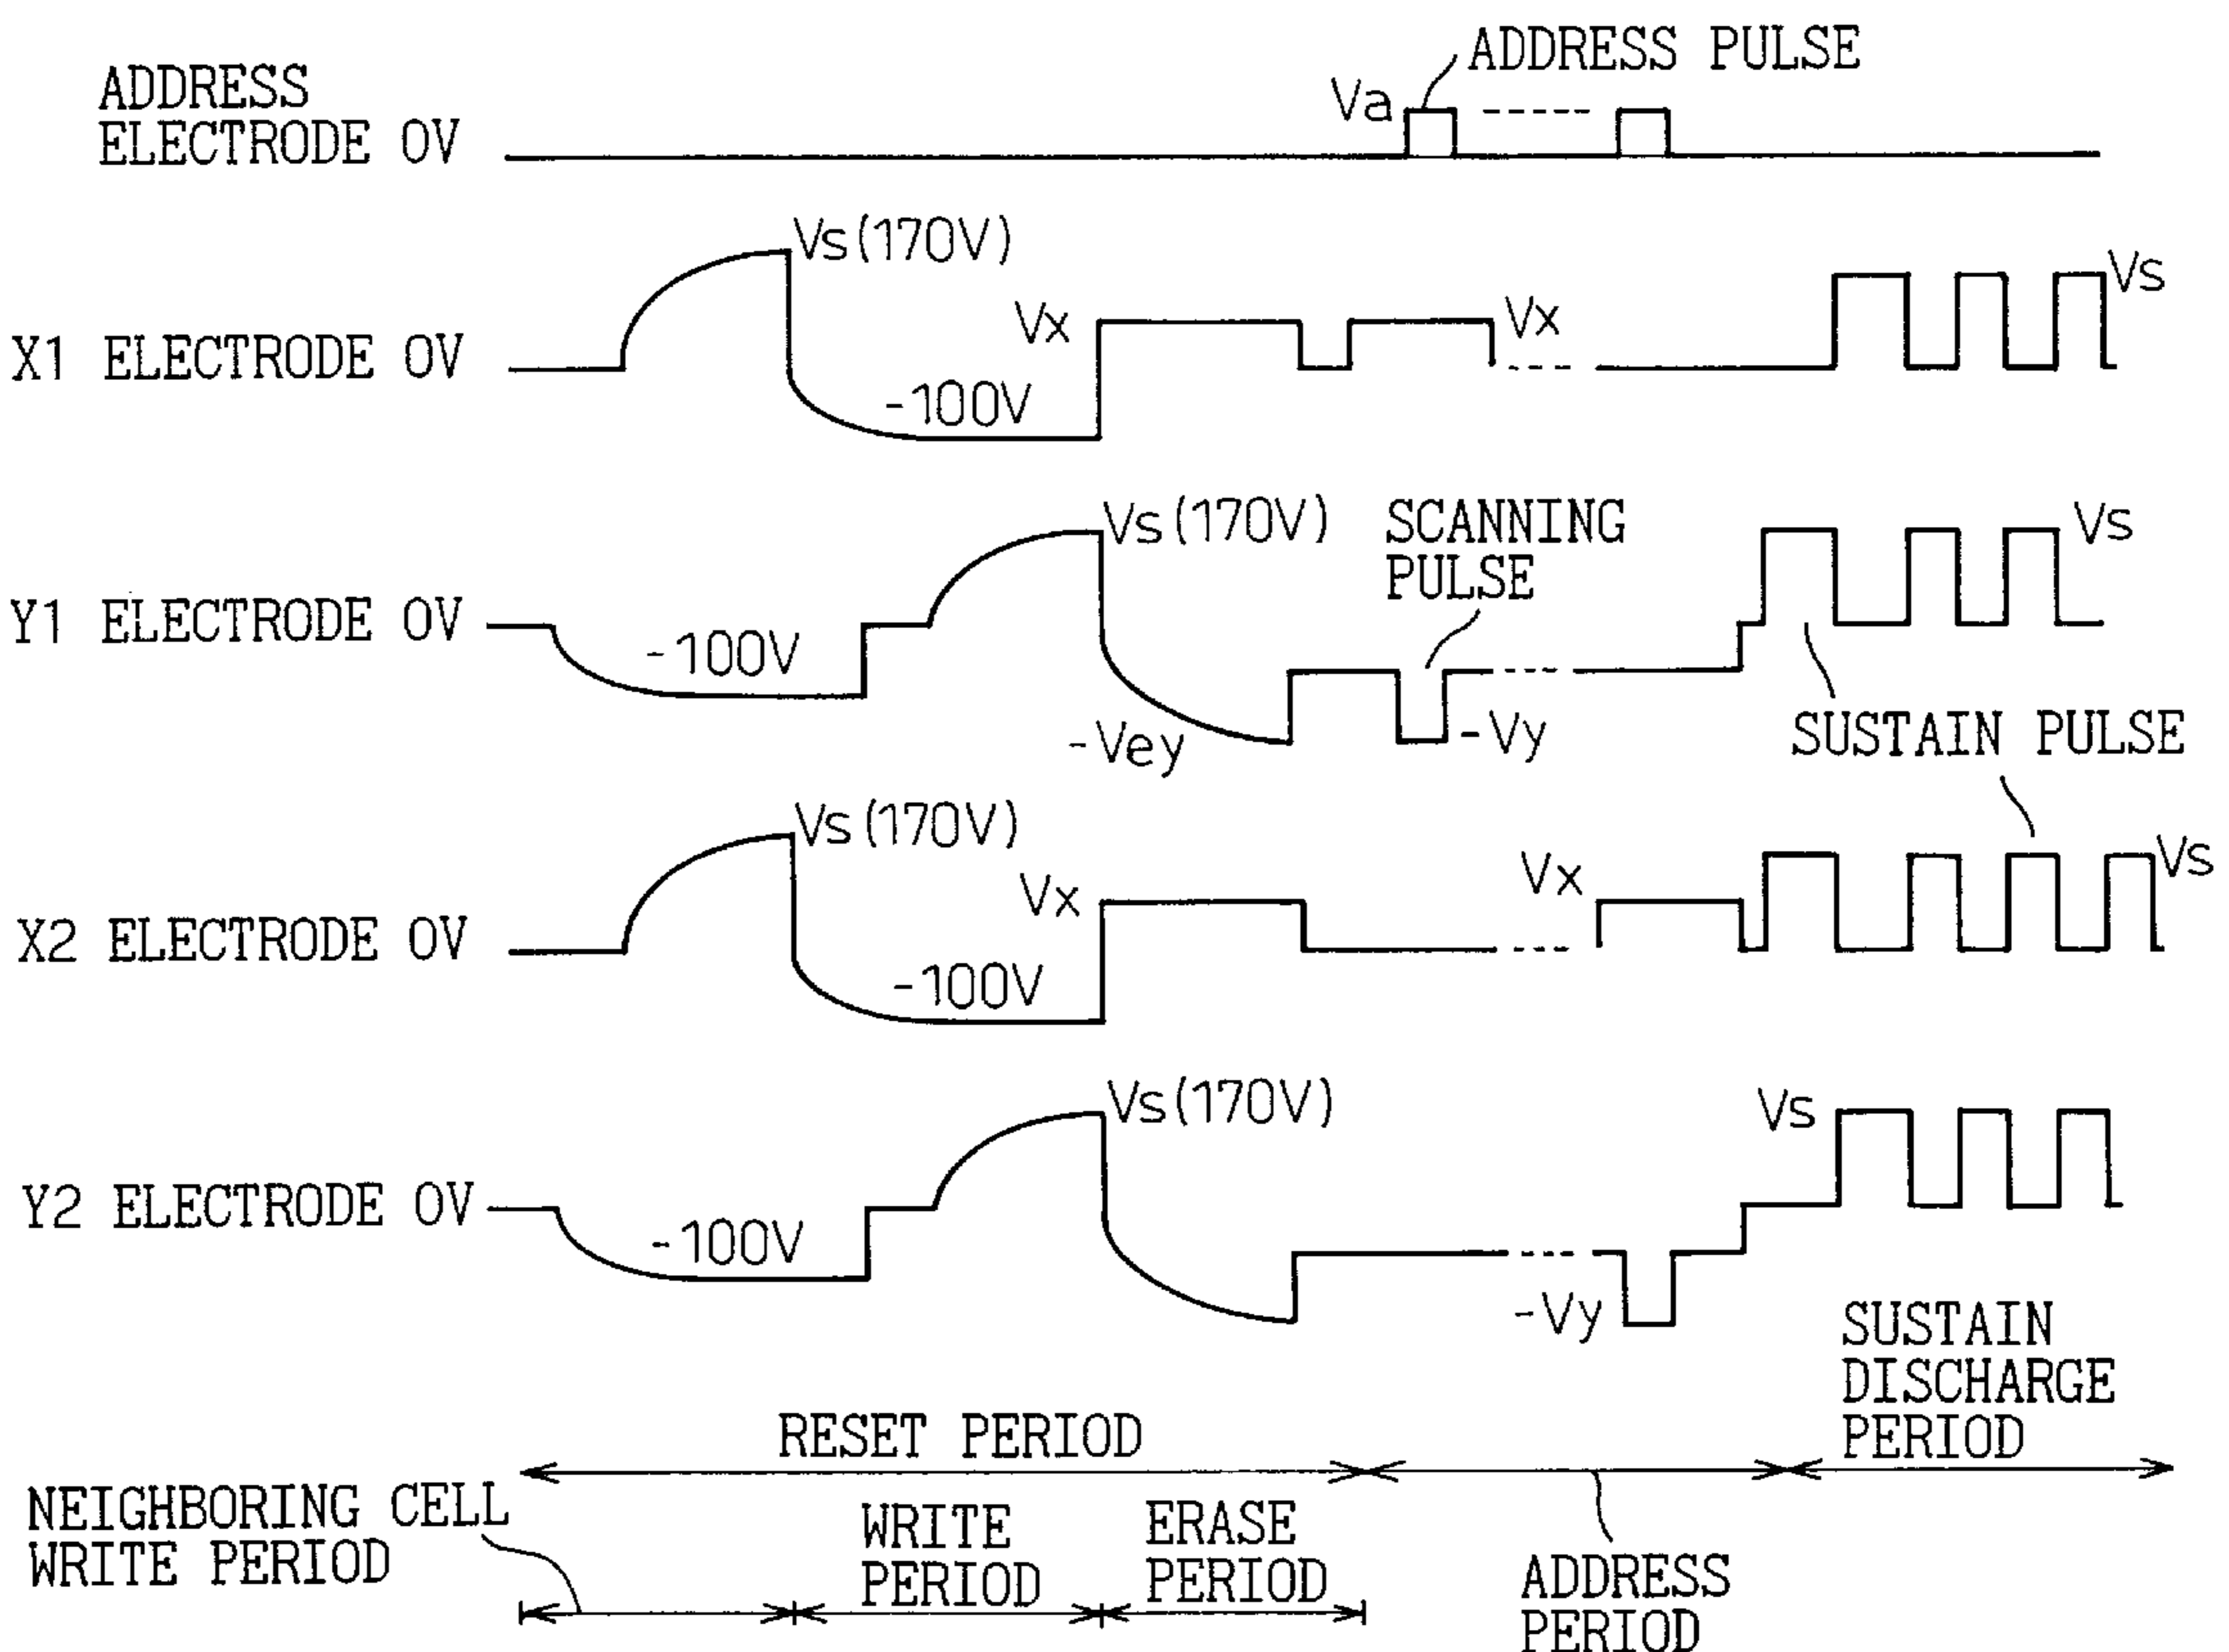 ADDRESS PULSE
ADDRESS
ELECTRODE 0V
Va
Vs(170V)
Vx
Vx
Vs
X1 ELECTRODE 0V
-100V
Vs(170V)
SCANNING
PULSE
Vs
Y1 ELECTRODE 0V
-100V
-Vey
-Vy
SUSTAIN PULSE
Vs(170V)
Vx
Vx
Vs
X2 ELECTRODE 0V
-100V
Vs(170V)
Vs
Y2 ELECTRODE 0V
-100V
-Vy
SUSTAIN
DISCHARGE
PERIOD
RESET PERIOD
NEIGHBORING CELL
WRITE PERIOD
WRITE
PERIOD
ERASE
PERIOD
ADDRESS
PERIOD